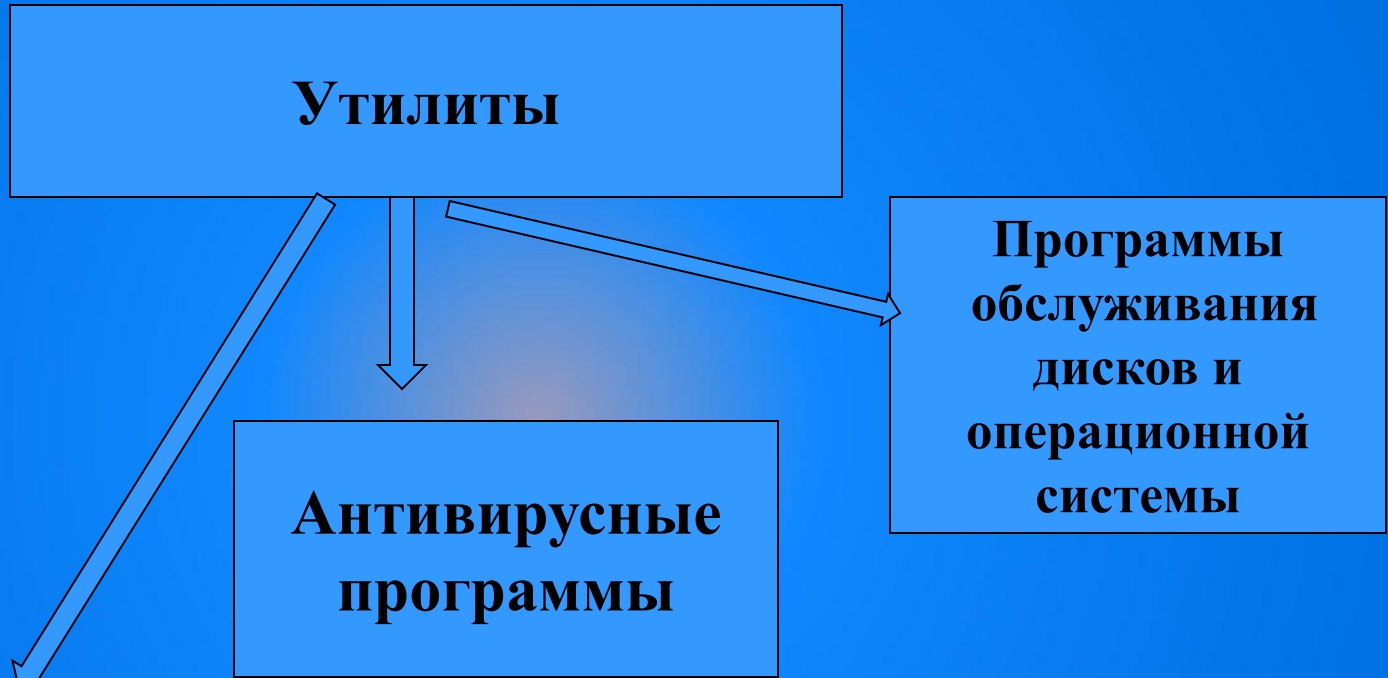 Утилиты
Программы
обслуживания
дисков и
операционной
системы
Антивирусные
программы